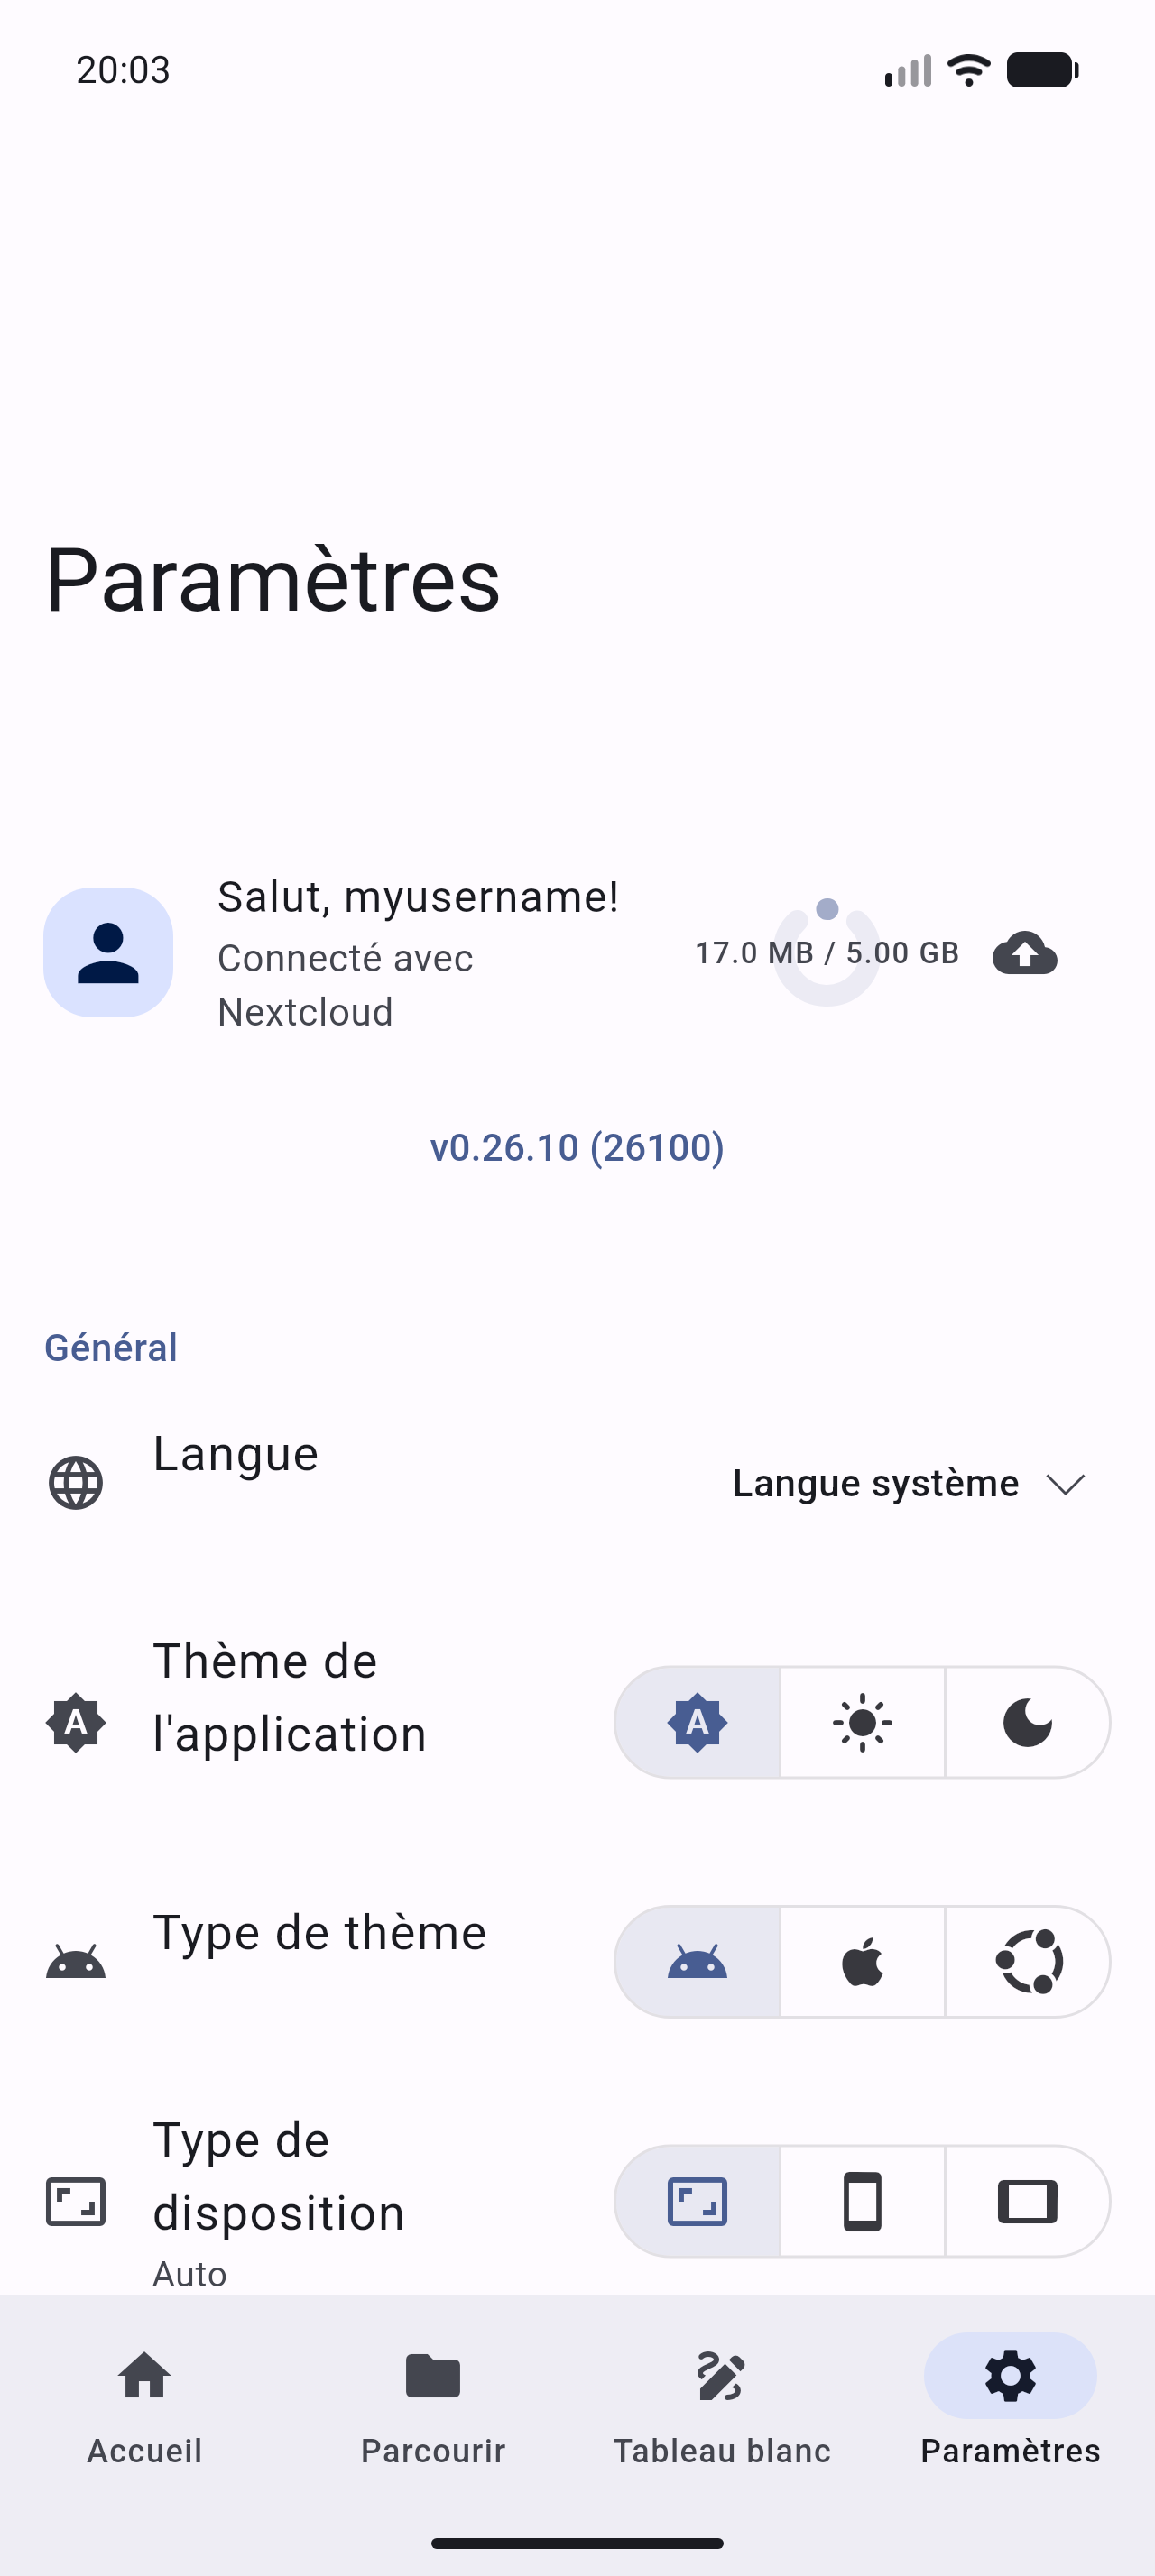 20:03
Paramètres
Salut, myusername!
Connecté avec
Nextcloud
17.0 MB / 5.00 GB
v0.26.10 (26100)
Général
Langue
Langue système
Thème de
l'application
A
A
Type de thème
Type de
disposition
Auto
Accueil
Parcourir
Tableau blanc
Paramètres